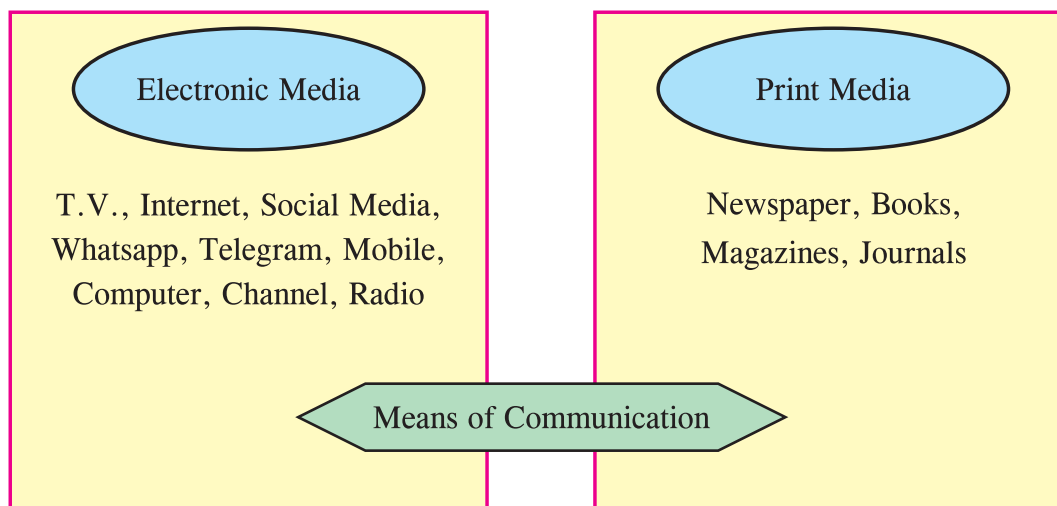 Electronic Media
T.V., Internet, Social Media,
Whatsapp, Telegram, Mobile,
Computer, Channel, Radio
Print Media
Newspaper, Books,
Magazines, Journals
Means of Communication